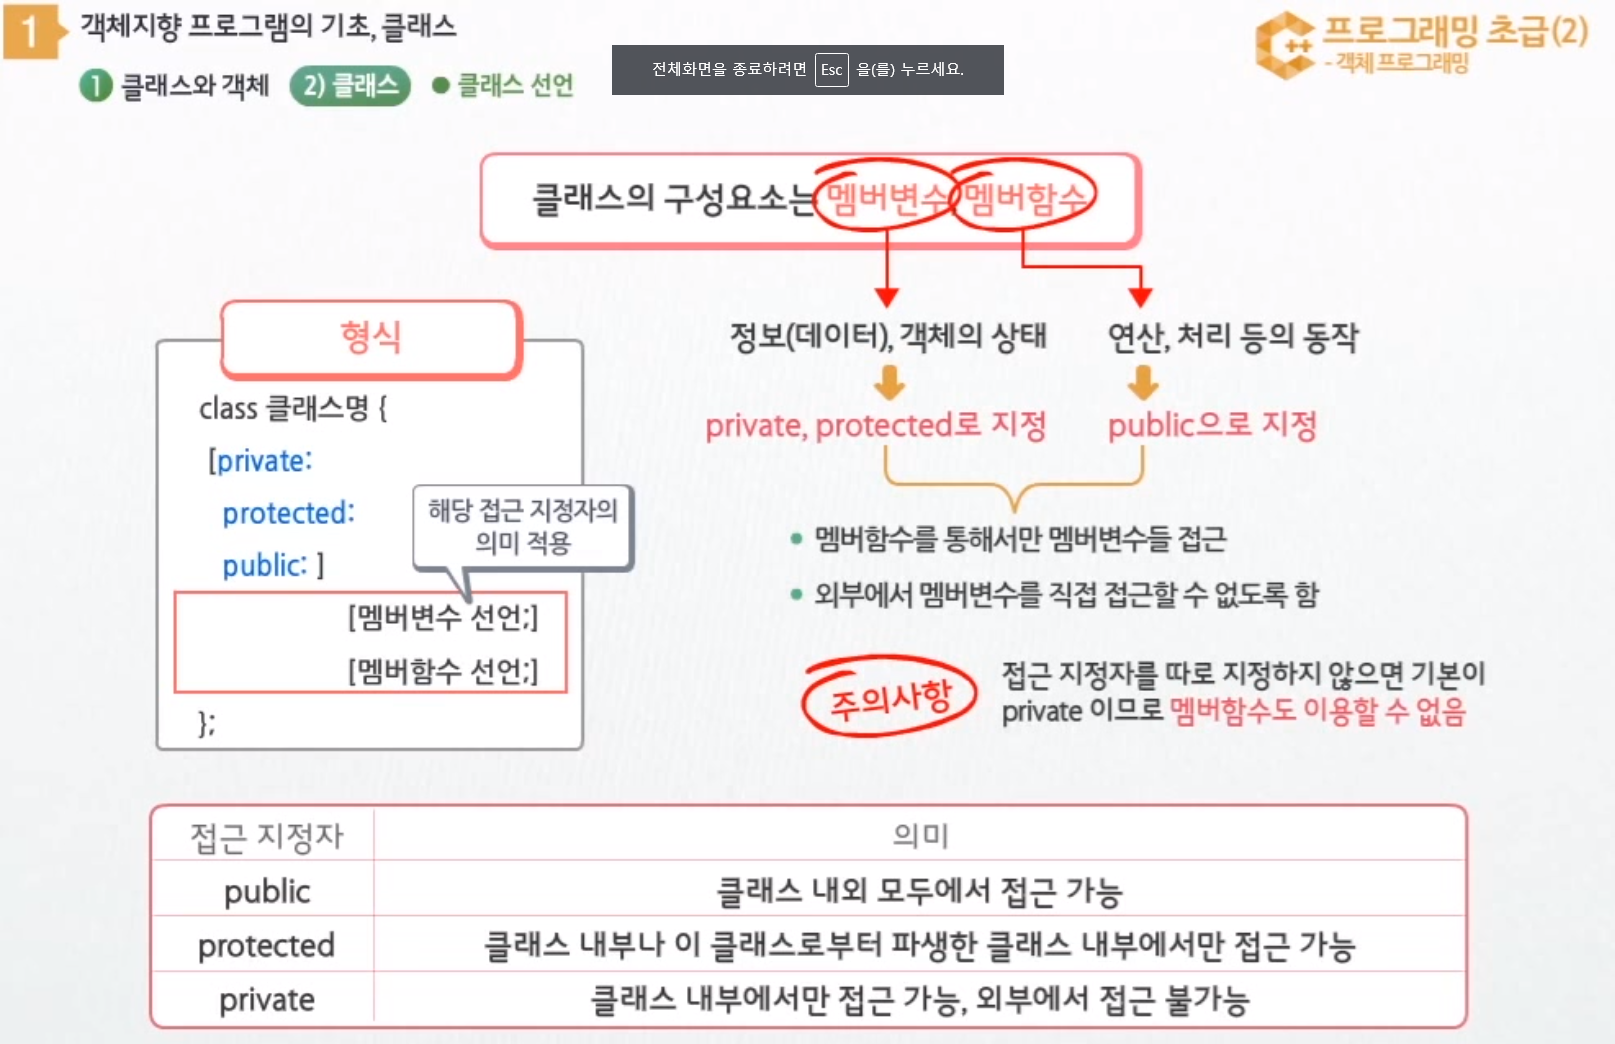 1 객체지향 프로그램의 기초, 클래스
C++ 프로그래밍 초급(2)
- 객체 프로그래밍
1 클래스와 객체 2) 클래스 ● 클래스 선언
전체화면을 종료하려면 Esc 을(를) 누르세요.
클래스의 구성요소는 멤버변수, 멤버함수
정보(데이터), 객체의 상태
연산, 처리 등의 동작
private, protected로 지정
public으로 지정
• 멤버함수를 통해서만 멤버변수들 접근
• 외부에서 멤버변수를 직접 접근할 수 없도록 함
주의사항
접근 지정자를 따로 지정하지 않으면 기본이
private 이므로 멤버함수도 이용할 수 없음
형식
class 클래스명 {
[private:
protected:
public: ]
해당 접근 지정자의
의미 적용
[멤버변수 선언;]
[멤버함수 선언;]
};
접근 지정자 의미
public 클래스 내외 모두에서 접근 가능
protected 클래스 내부나 이 클래스로부터 파생한 클래스 내부에서만 접근 가능
private 클래스 내부에서만 접근 가능, 외부에서 접근 불가능